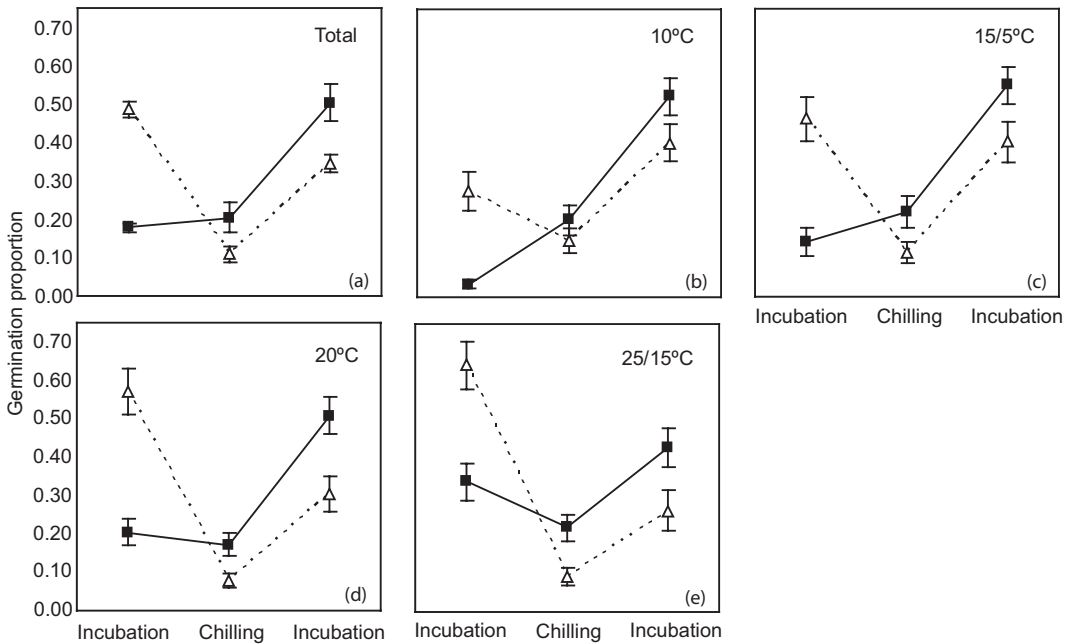 Germination proportion
0.70
0.60
0.50
0.40
0.30
0.20
0.10
0.00
Total
(a)
10ºC
(b)
15/5ºC
(c)
Incubation Chilling Incubation
0.70
0.60
0.50
0.40
0.30
0.20
0.10
0.00
20ºC
(d)
Incubation Chilling Incubation
25/15ºC
(e)
Incubation Chilling Incubation